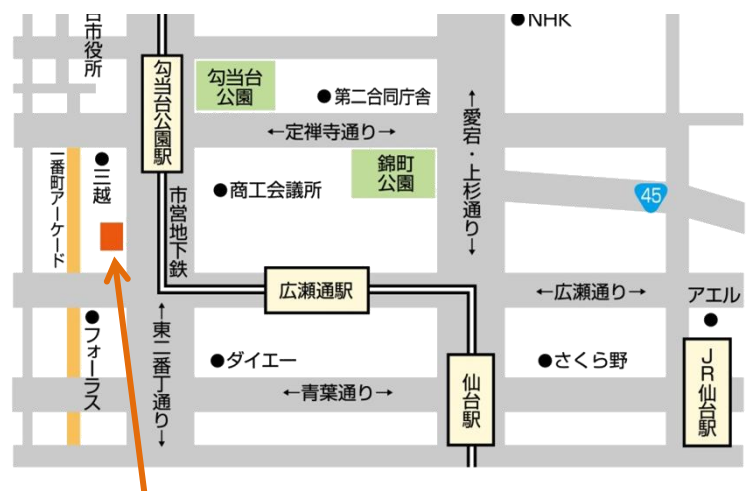 台市役所
勾当台公園駅
勾当台
公園
●第二合同庁舎
●NHK
←定禅寺通り→
←愛宕・上杉通り→
一番町アーケード
●三越
市営地下鉄
●商工会議所
錦町
公園
45
広瀬通駅
←広瀬通り→
アエル
●フォーラス
←東二番丁通り→
●ダイエー
←青葉通り→
仙台駅
●さくら野
JR仙台駅